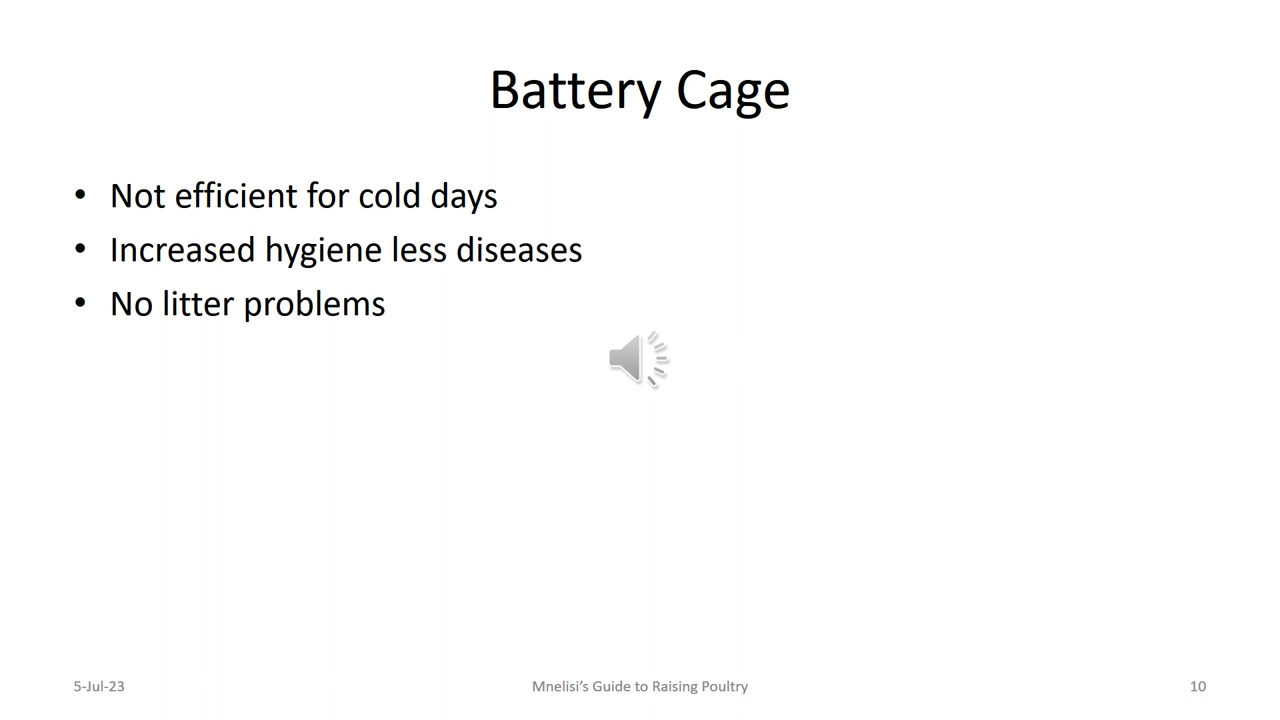 Battery Cage
• Not efficient for cold days
• Increased hygiene less diseases
• No litter problems
5-Jul-23
Mnelisi’s Guide to Raising Poultry
10